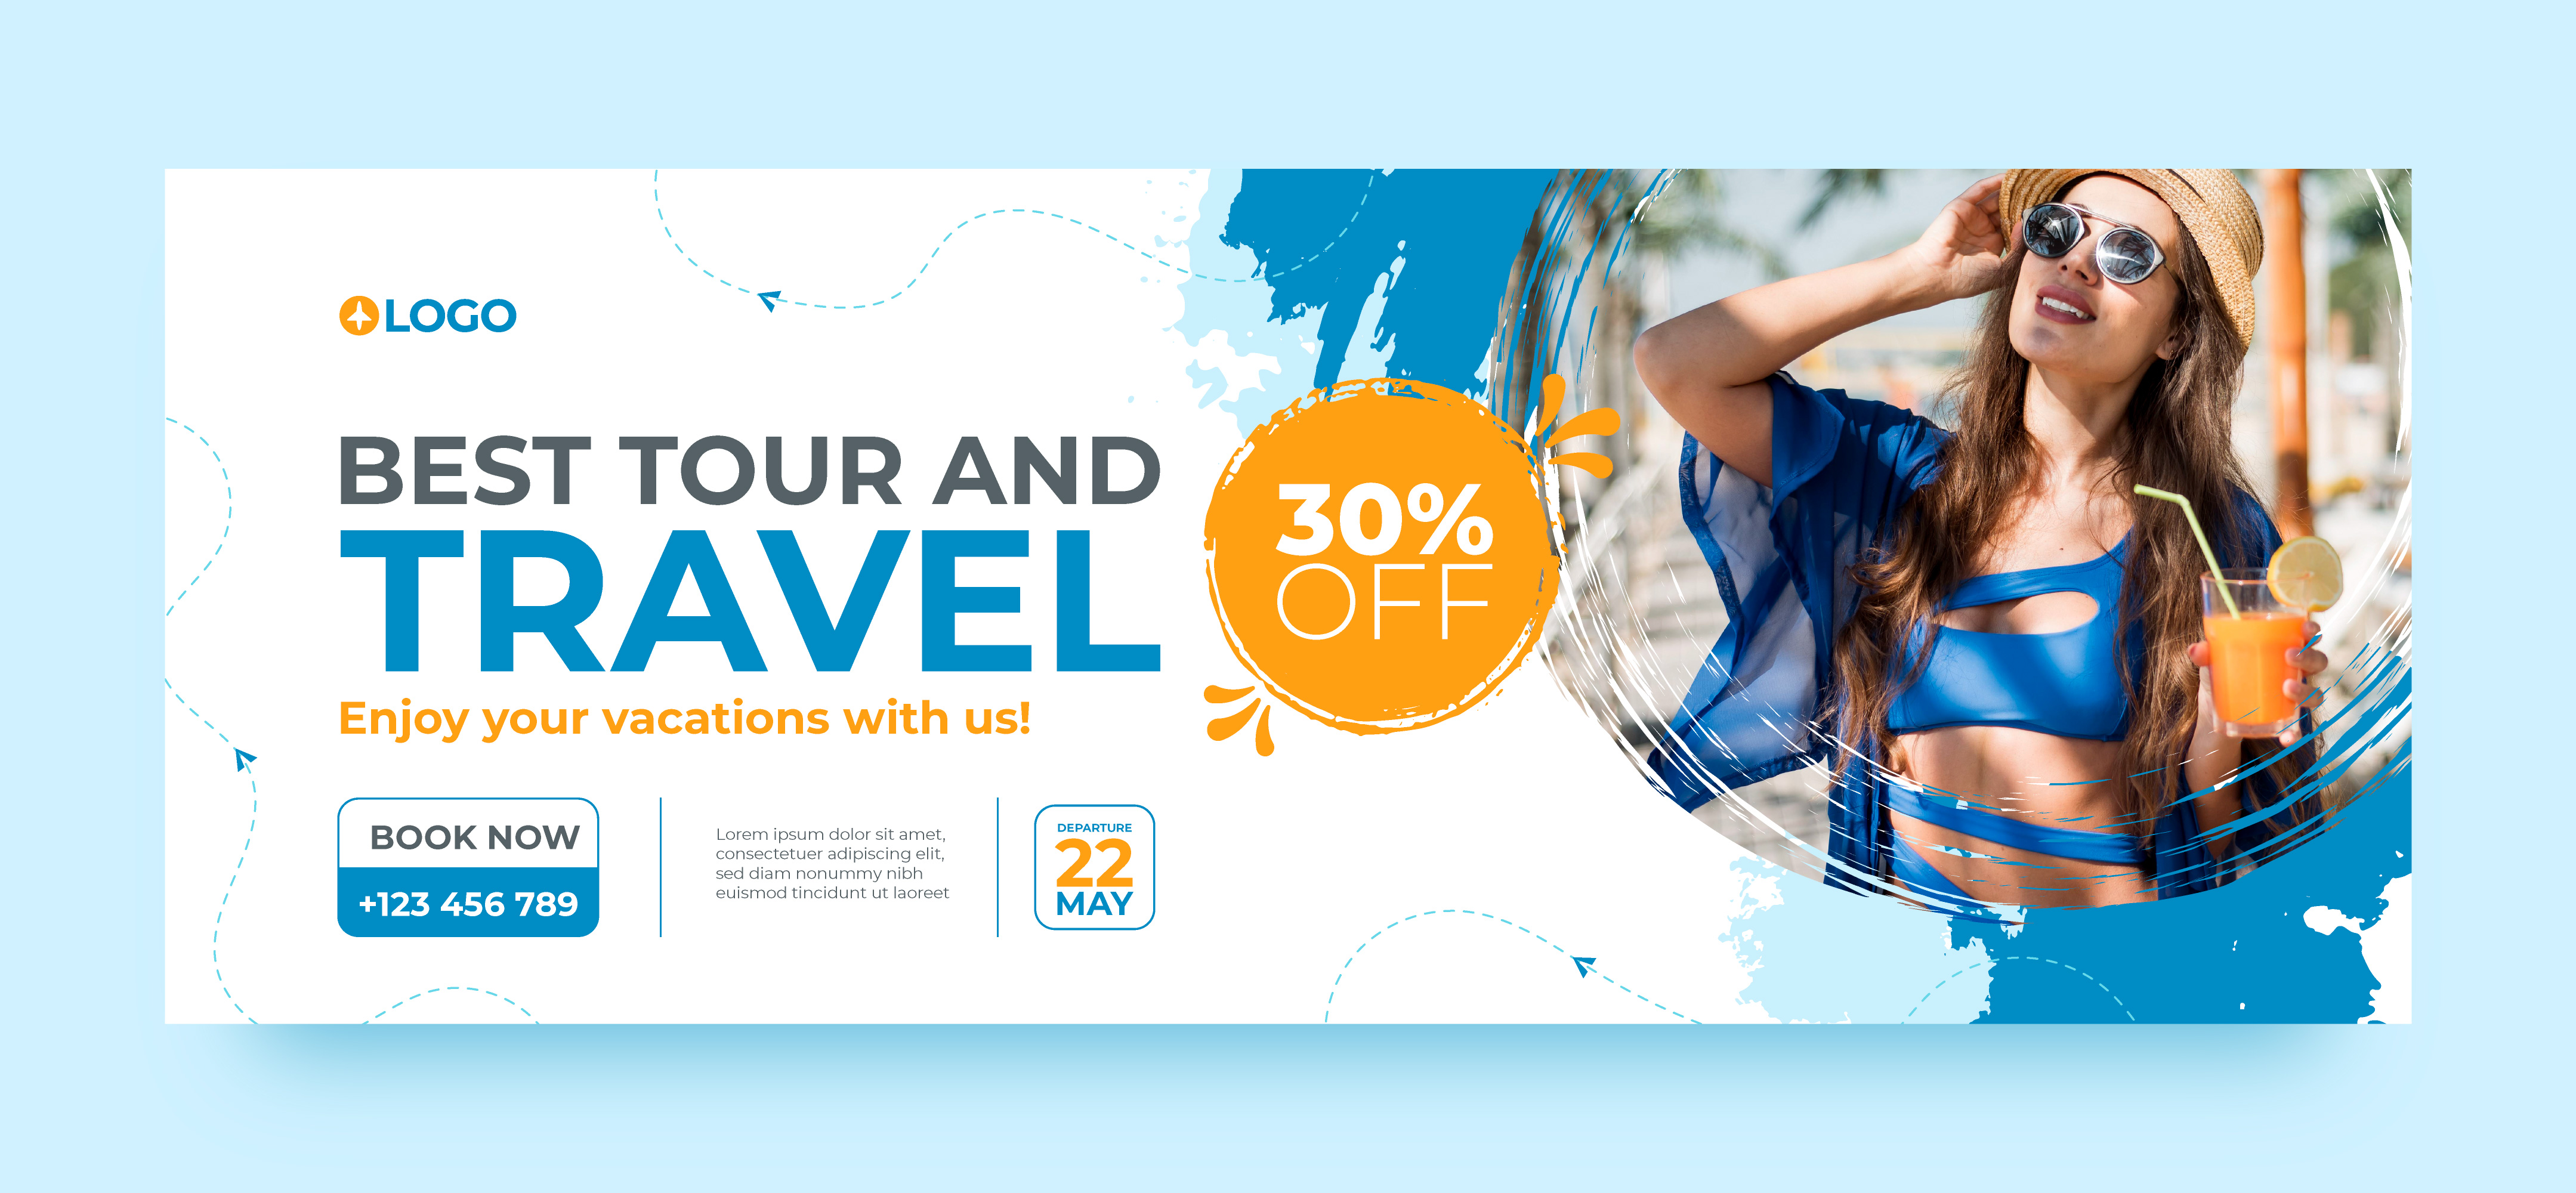 LOGO
BEST TOUR AND
TRAVEL
Enjoy your vacations with us!
30%
OFF
BOOK NOW
+123 456 789
Lorem ipsum dolor sit amet,
consectetuer adipiscing elit,
sed diam nonummy nibh
euismod tincidunt ut laoreet
DEPARTURE
22
MAY